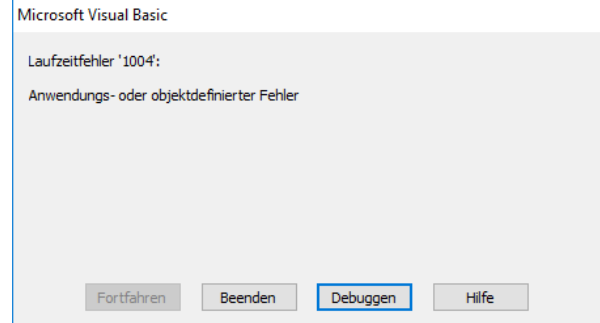 Microsoft Visual Basic
Laufzeitfehler '1004':
Anwendungs- oder objektdefinierter Fehler
Fortfahren Beenden Debuggen Hilfe